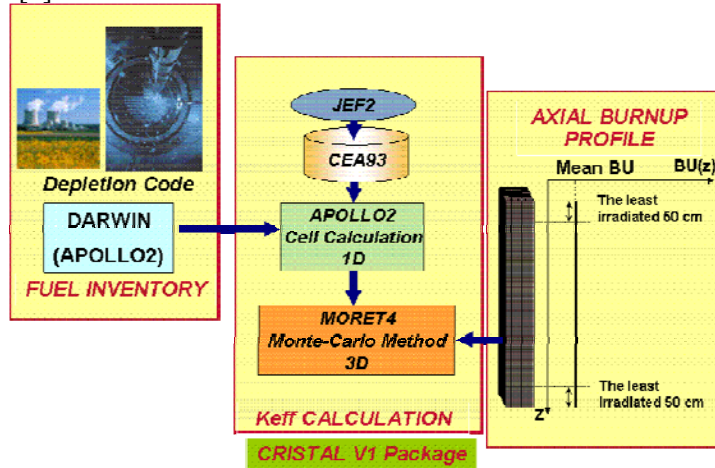 Depletion Code
DARWIN
(APOLLO2)
FUEL INVENTORY
JEF2
CEA93
APOLLO2
Cell Calculation
1D
MORET4
Monte-Carlo Method
3D
Keff CALCULATION
CRISTAL V1 Package
AXIAL BURNUP
PROFILE
Mean BU
BU(z)
The least
irradiated 50 cm
The least
Irradiated 50 cm
Z